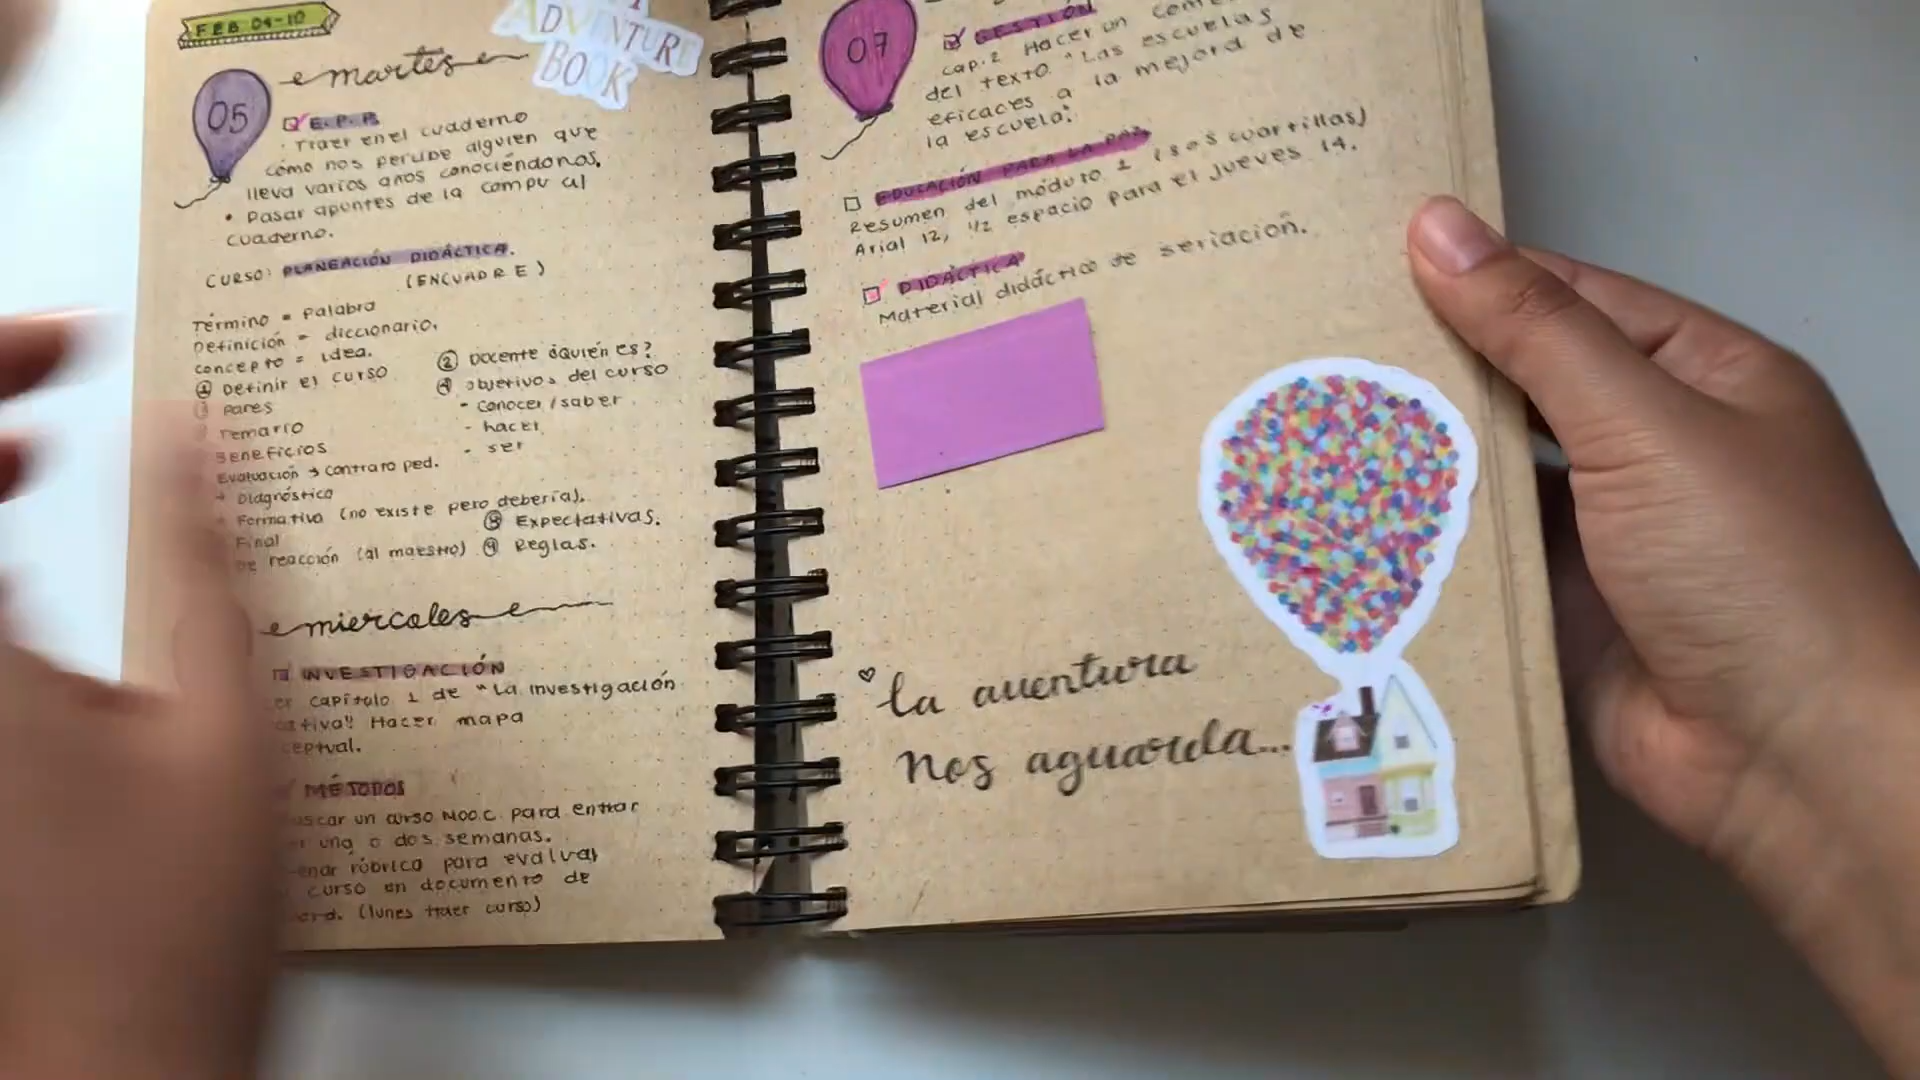 FEB 04-10
ADVENTURE
BOOK
martes
05
E.P.P.
· Traer en el cuaderno
cómo nos percibe alguien que
lleva varios años conociéndonos.
• Pasar apuntes de la compu al
cuaderno.
CURSO: PLANEACIÓN DIDÁCTICA.
(ENCUADRE)
Término = Palabra
Definición = diccionario.
concepto = idea.
① Definir el curso
② Docente ¿Quién es?
③ Pares
④ objetivos del curso
- conocer / saber
- hacer
- ser
Temario
Beneficios
Evaluación → contrato ped.
→ Diagnóstico
Formativa (no existe pero debería).
Final
De reacción (al maestro)
⑧ Expectativas.
⑨ Reglas.
miercoles
INVESTIGACIÓN
capítulo 1 de "La investigación
Hacer mapa
MÉTODOS
un curso MOOC para entrar
una o dos semanas.
rúbrica para evaluar
curso en documento de
(lunes traer curso)
07
GESTIÓN
cap. 2 Hacer un
del texto "Las escuelas
eficaces a la mejora de
la escuela.
EDUCACIÓN PARA LA PAZ
Resumen del módulo 1 (3 o 5 cuartillas)
Arial 12, 1/2 espacio para el jueves 14.
DIDÁCTICA
Material didáctico de seriación.
la aventura
nos aguarda...